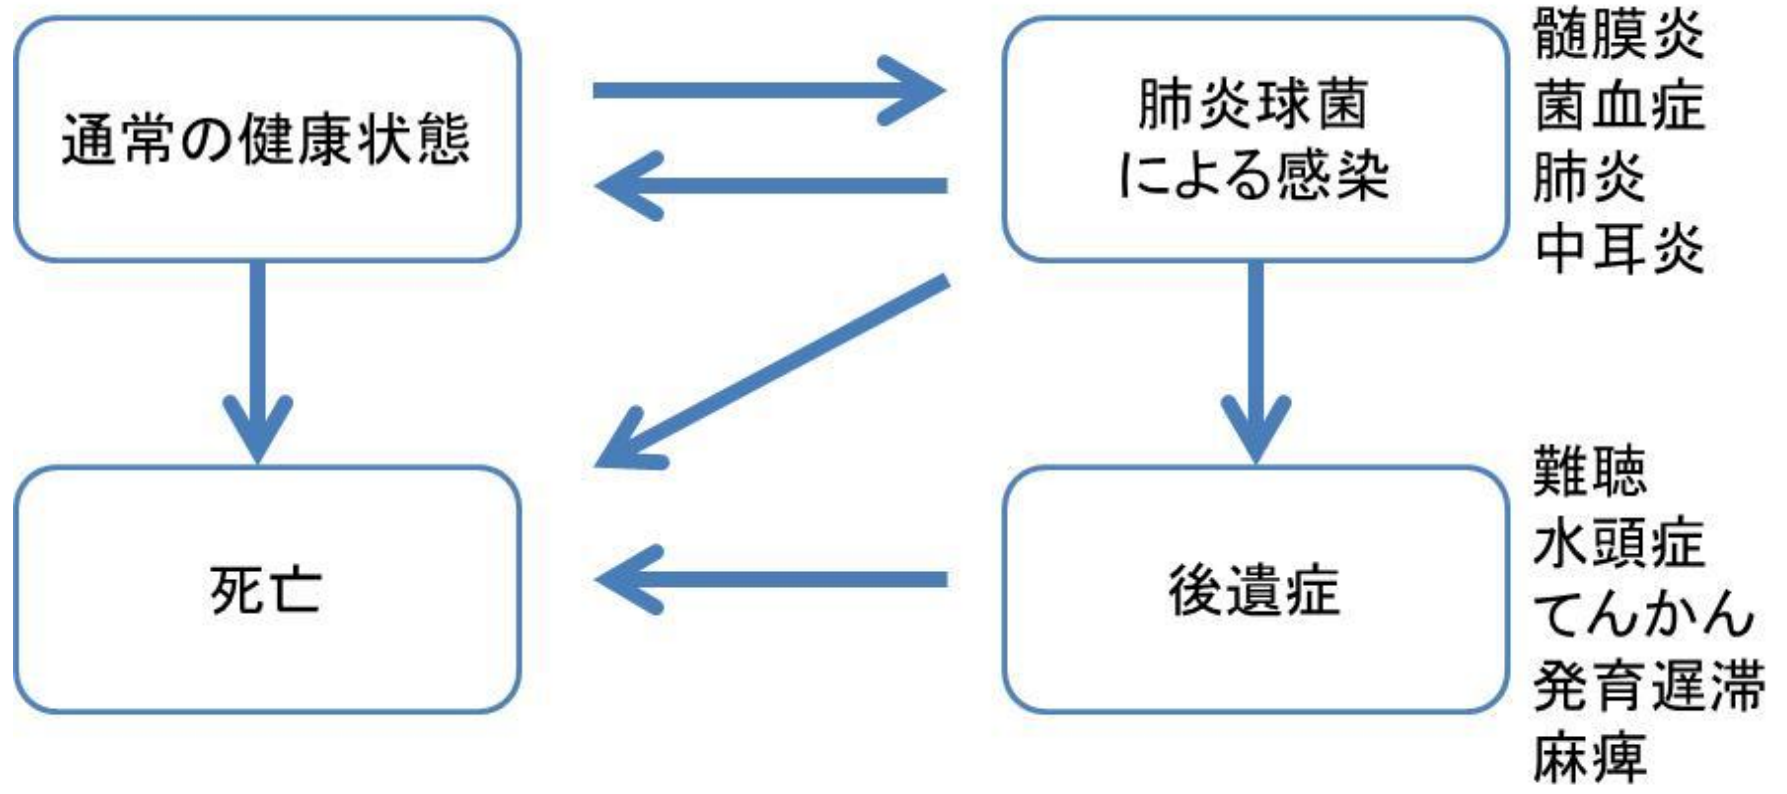 通常の健康状態
肺炎球菌
による感染
髄膜炎
菌血症
肺炎
中耳炎
死亡
後遺症
難聴
水頭症
てんかん
発育遅滞
麻痺